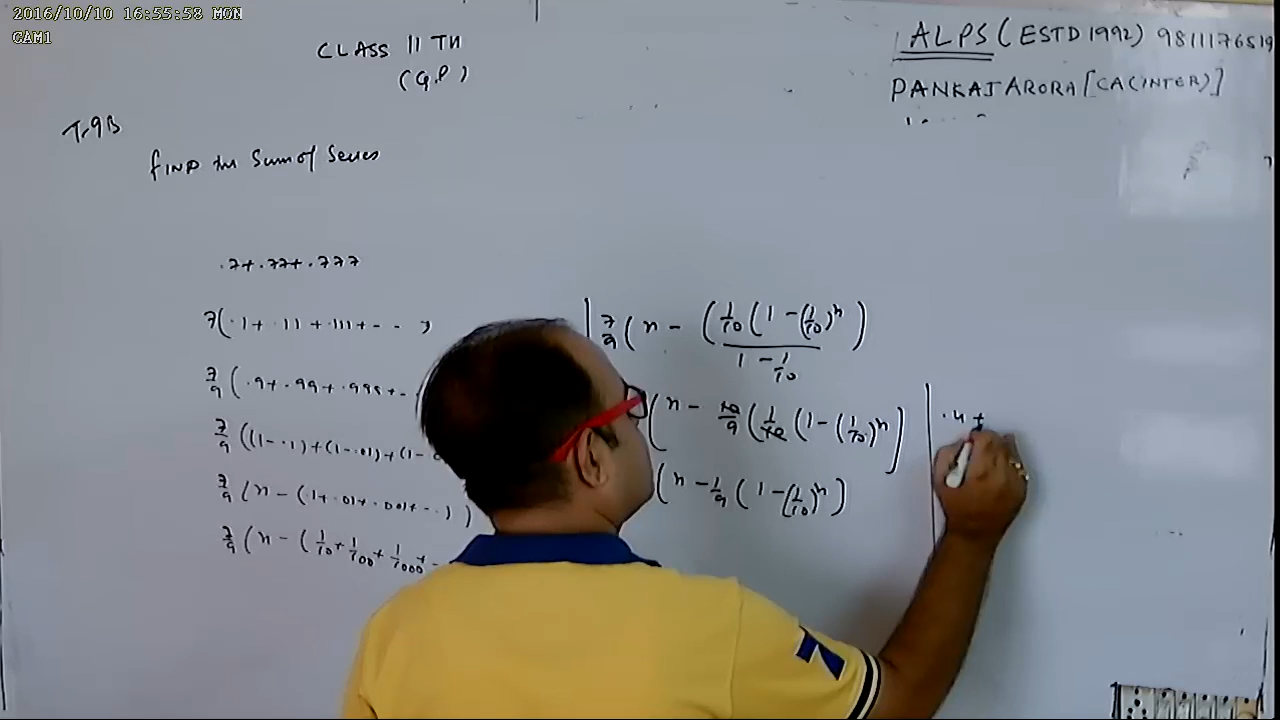 2016/10/10 16:55:58 MON
CAM1
CLASS 11 TH
(G.P)
ALPS (ESTD 1992) 9811176519
PANKAJ ARORA [CA(INTER)]
T-9B
FIND the Sum of Series
.7+.77+.777
7(.1+.11+.111+--)
7/9 (.9+.99+.999+-
7/9 ((1-.1)+(1-.01)+(1-
7/9 (n-(1+.01+.001+-.))
7/9 (n-(1/10+1/100+1/1000+-
7/9 (n-(1/10(1-(1/10)^n)
1-1/10
(n-10/9(1/10(1-(1/10)^n)]
(n-1/9(1-(1/10)^n)
.4+
7